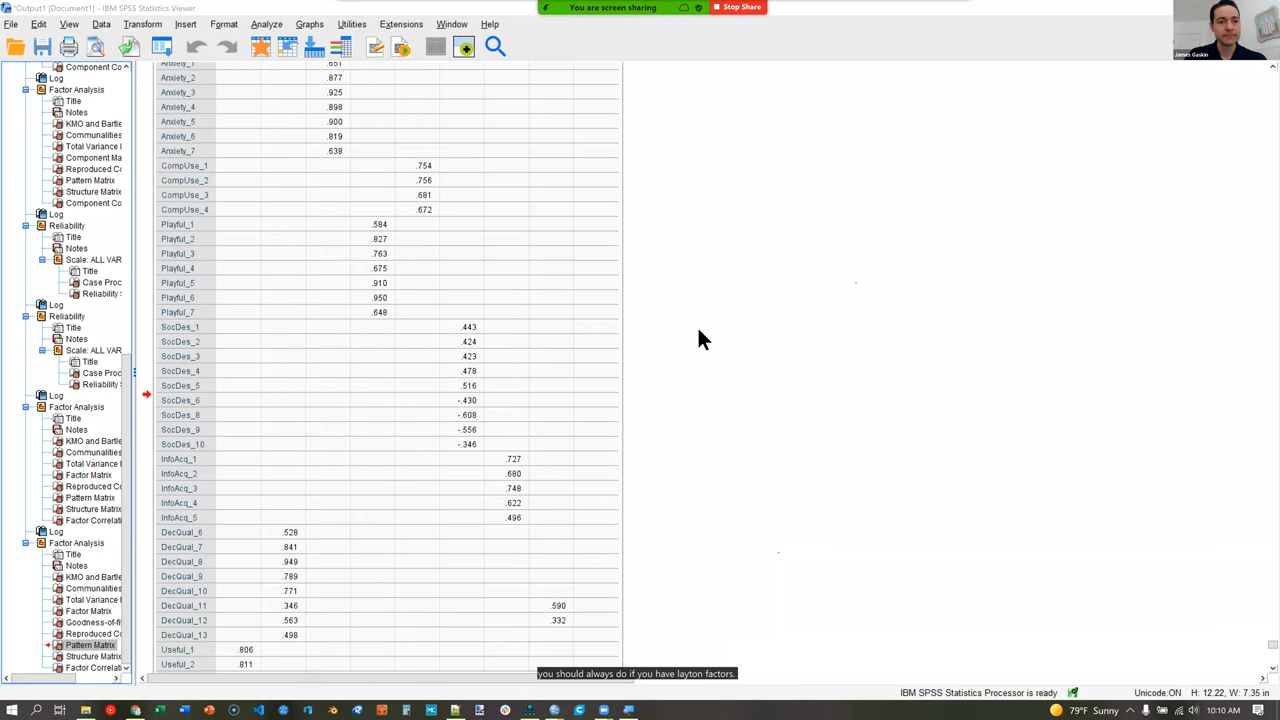 *Output1 [Document1] - IBM SPSS Statistics Viewer
You are screen sharing
Stop Share
File Edit View Data Transform Insert Format Analyze Graphs Utilities Extensions Window Help
James Gaskin
Component Co
Log
Factor Analysis
Title
Notes
KMO and Bartle
Communalities
Total Variance I
Component Ma
Reproduced Co
Pattern Matrix
Structure Matrix
Component Co
Log
Reliability
Title
Notes
Scale: ALL VAR
Title
Case Proc
Reliability :
Log
Reliability
Title
Notes
Scale: ALL VAR
Title
Case Proc
Reliability :
Log
Factor Analysis
Title
Notes
KMO and Bartle
Communalities
Total Variance I
Factor Matrix
Reproduced Co
Pattern Matrix
Structure Matrix
Factor Correlati
Log
Factor Analysis
Title
Notes
KMO and Bartle
Communalities
Total Variance I
Factor Matrix
Goodness-of-fi
Reproduced Co
Pattern Matrix
Structure Matrix
Factor Correlati
Anxiety_1 .651
Anxiety_2 .877
Anxiety_3 .925
Anxiety_4 .898
Anxiety_5 .900
Anxiety_6 .819
Anxiety_7 .638
CompUse_1 .754
CompUse_2 .756
CompUse_3 .681
CompUse_4 .672
Playful_1 .584
Playful_2 .827
Playful_3 .763
Playful_4 .675
Playful_5 .910
Playful_6 .950
Playful_7 .648
SocDes_1 .443
SocDes_2 .424
SocDes_3 .423
SocDes_4 .478
SocDes_5 .516
SocDes_6 -.430
SocDes_8 -.608
SocDes_9 -.556
SocDes_10 -.346
InfoAcq_1 .727
InfoAcq_2 .680
InfoAcq_3 .748
InfoAcq_4 .622
InfoAcq_5 .496
DecQual_6 .528
DecQual_7 .841
DecQual_8 .949
DecQual_9 .789
DecQual_10 .771
DecQual_11 .346 .590
DecQual_12 .563 .332
DecQual_13 .498
Useful_1 .806
Useful_2 .811
you should always do if you have layton factors.
IBM SPSS Statistics Processor is ready
Unicode:ON H: 12.22, W: 7.35 in
79°F Sunny
10:10 AM